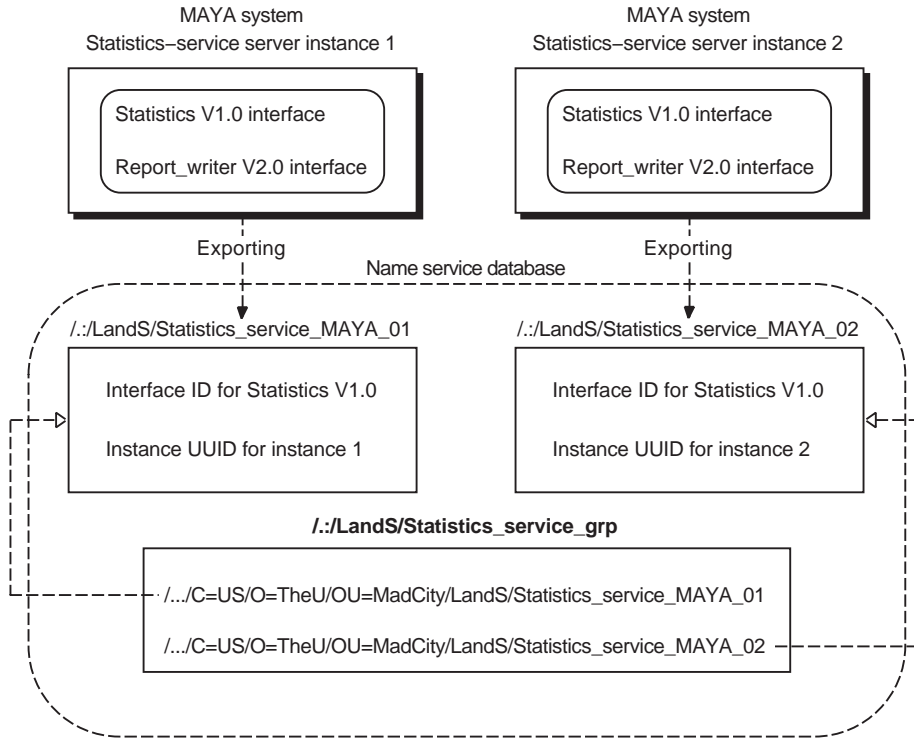 MAYA system
Statistics–service server instance 1
MAYA system
Statistics–service server instance 2
Statistics V1.0 interface
Report_writer V2.0 interface
Statistics V1.0 interface
Report_writer V2.0 interface
Exporting
Exporting
Name service database
/.:/LandS/Statistics_service_MAYA_01
/.:/LandS/Statistics_service_MAYA_02
Interface ID for Statistics V1.0
Instance UUID for instance 1
Interface ID for Statistics V1.0
Instance UUID for instance 2
/.:/LandS/Statistics_service_grp
/.../C=US/O=TheU/OU=MadCity/LandS/Statistics_service_MAYA_01
/.../C=US/O=TheU/OU=MadCity/LandS/Statistics_service_MAYA_02